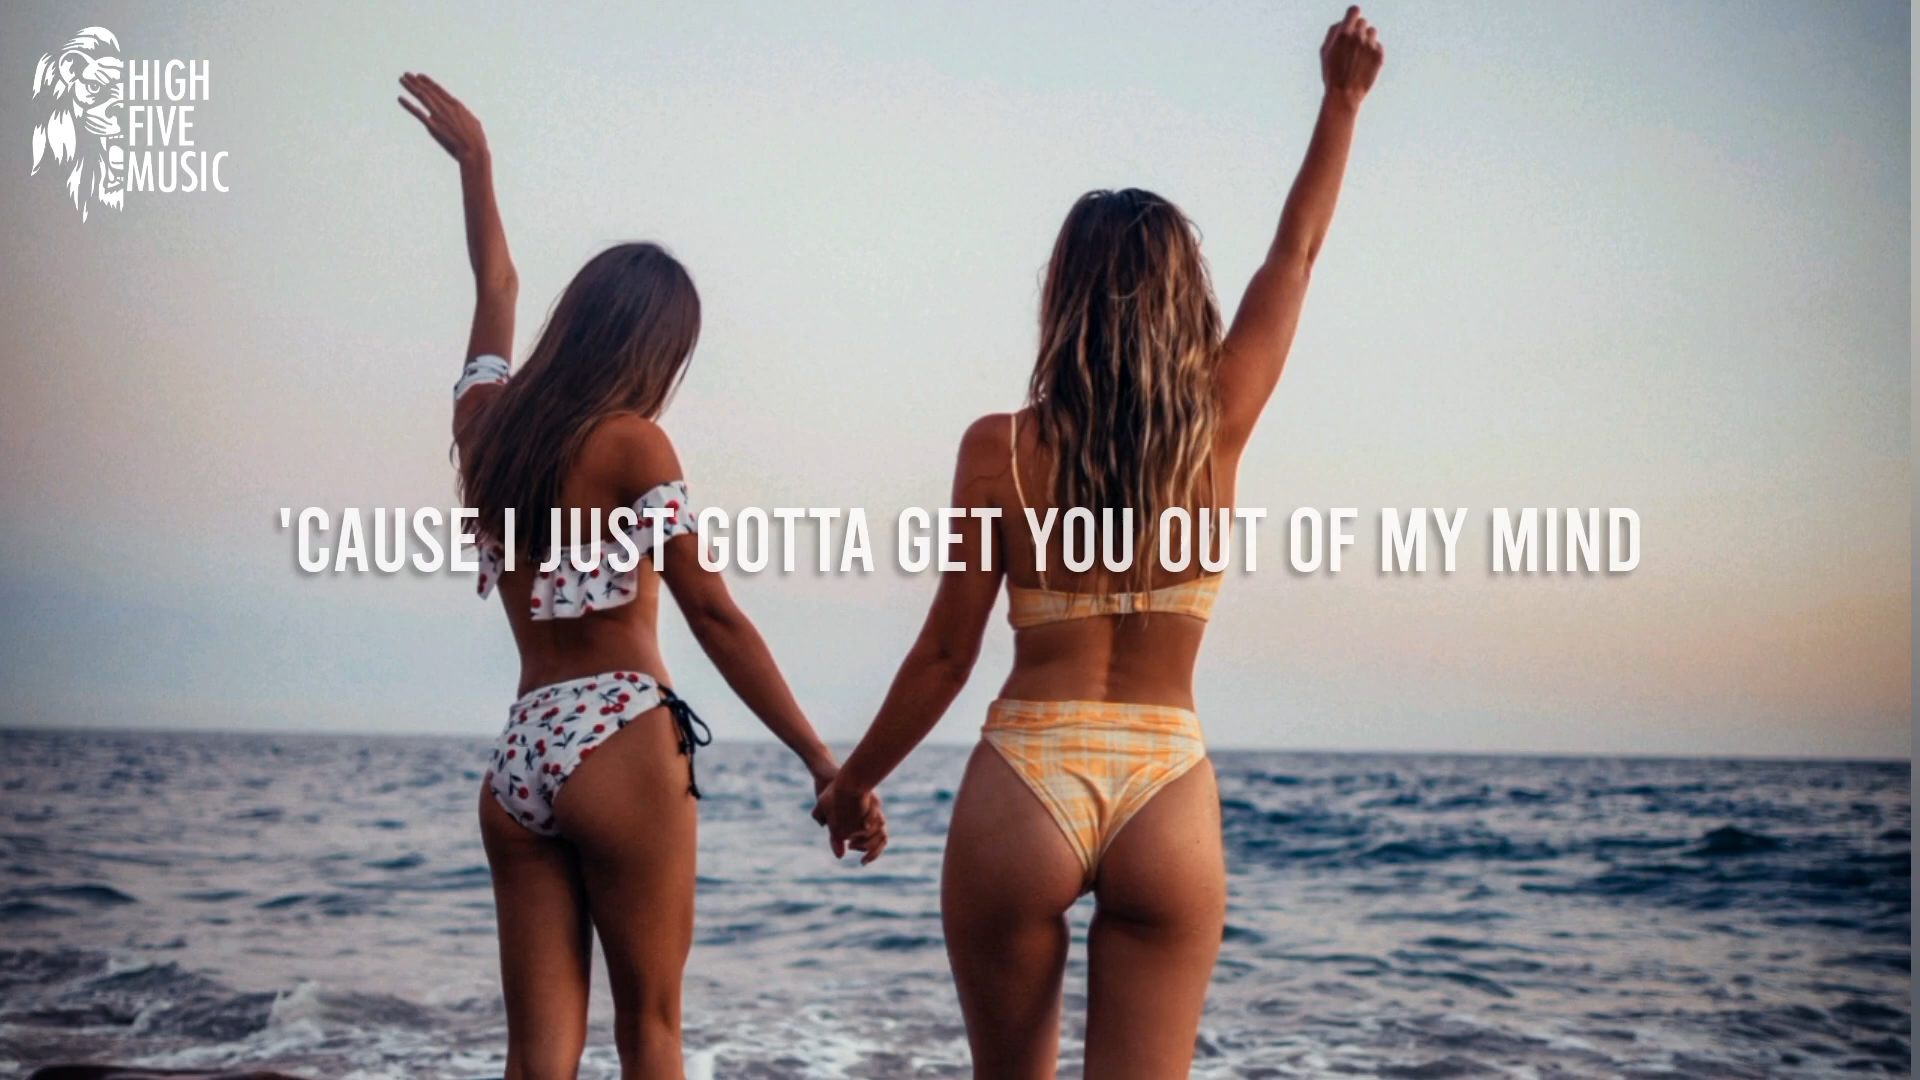 HIGH
FIVE
MUSIC
'CAUSE I JUST GOTTA GET YOU OUT OF MY MIND